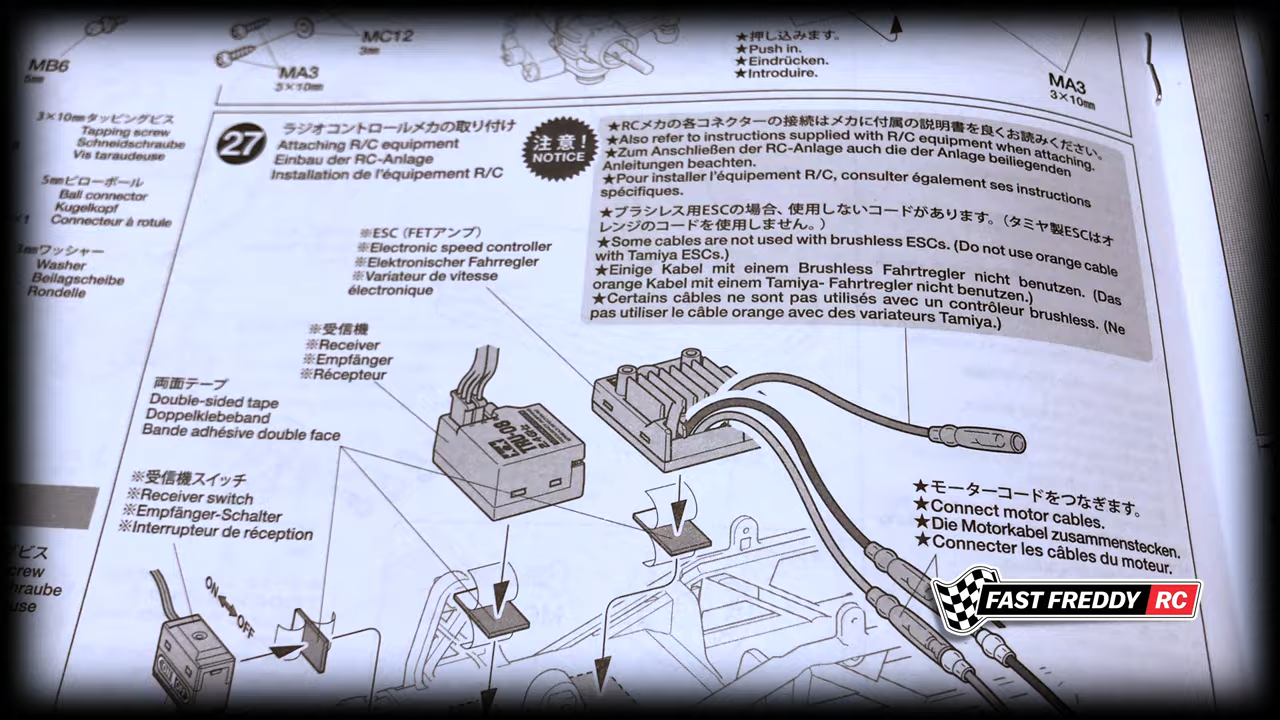 MB6
5mm
MC12
3mm
MA3
3×10mm
★押し込みます。
★Push in.
★Eindrücken.
★Introduire.
MA3
3×10mm
3×10mmタッピングビス
Tapping screw
Schneidschraube
Vis taraudeuse
5mmピローボール
Ball connector
Kugelkopf
Connecteur à rotule
×1
3mmワッシャー
Washer
Beilagscheibe
Rondelle
27
ラジオコントロールメカの取り付け
Attaching R/C equipment
Einbau der RC-Anlage
Installation de l'équipement R/C
注意!
NOTICE
★RCメカの各コネクターの接続はメカに付属の説明書を良くお読みください。
★Also refer to instructions supplied with R/C equipment when attaching.
★Zum Anschließen der RC-Anlage auch die der Anlage beiliegenden
Anleitungen beachten.
★Pour installer l'équipement R/C, consulter également ses instructions
spécifiques.
★ブラシレス用ESCの場合、使用しないコードがあります。(タミヤ製ESCはオ
レンジのコードを使用しません。)
★Some cables are not used with brushless ESCs. (Do not use orange cable
with Tamiya ESCs.)
★Einige Kabel mit einem Brushless Fahrtregler nicht benutzen. (Das
orange Kabel mit einem Tamiya- Fahrtregler nicht benutzen.)
★Certains câbles ne sont pas utilisés avec un contrôleur brushless. (Ne
pas utiliser le câble orange avec des variateurs Tamiya.)
※ESC (FETアンプ)
※Electronic speed controller
※Elektronischer Fahrregler
※Variateur de vitesse
électronique
※受信機
※Receiver
※Empfänger
※Récepteur
両面テープ
Double-sided tape
Doppelklebeband
Bande adhésive double face
TRU-08
2.4GHz
※受信機スイッチ
※Receiver switch
※Empfänger-Schalter
※Interrupteur de réception
ON
OFF
★モーターコードをつなぎます。
★Connect motor cables.
★Die Motorkabel zusammenstecken.
★Connecter les câbles du moteur.
FAST FREDDY RC